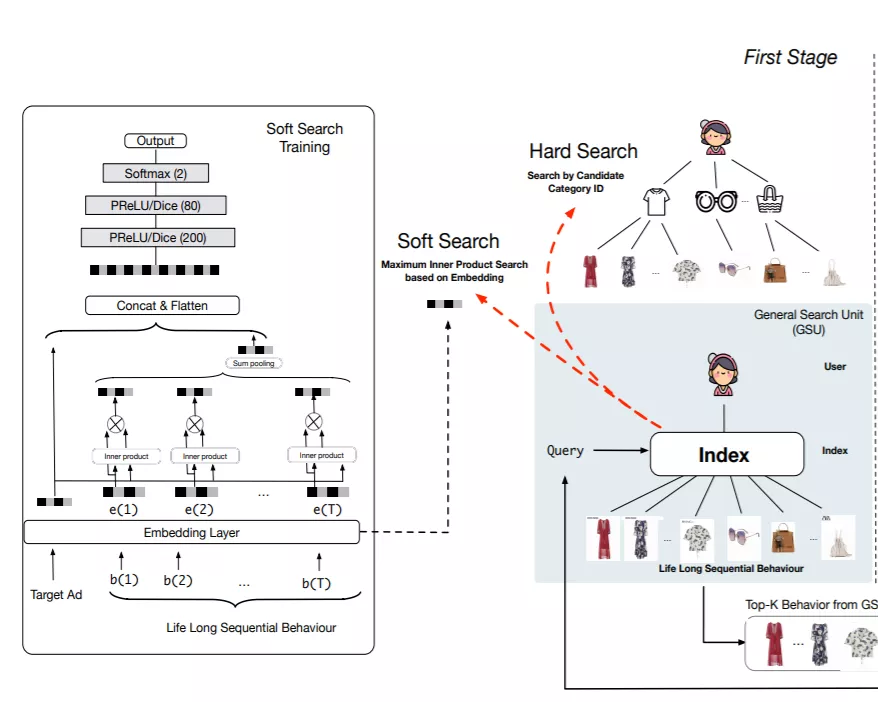 First Stage
Soft Search
Training
Output
Softmax (2)
PReLU/Dice (80)
PReLU/Dice (200)
Concat & Flatten
Sum pooling
Inner product
Inner product
Inner product
e(1)
e(2)
...
e(T)
Embedding Layer
Target Ad
b(1)
b(2)
...
b(T)
Life Long Sequential Behaviour
Hard Search
Search by Candidate
Category ID
...
...
...
Soft Search
Maximum Inner Product Search
based on Embedding
General Search Unit
(GSU)
User
Query
Index
Index
...
...
Life Long Sequential Behaviour
Top-K Behavior from GS
...